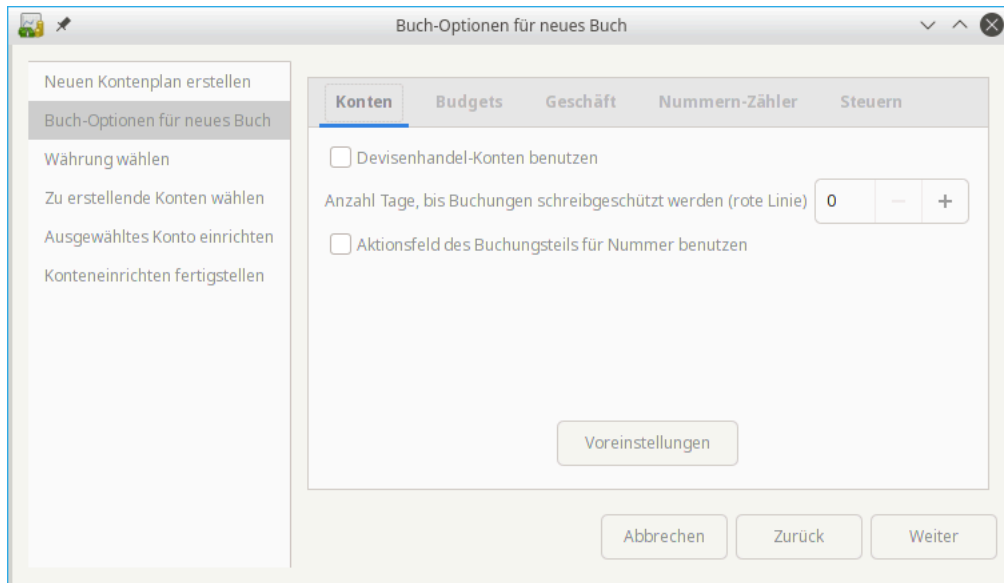 Buch-Optionen für neues Buch
Neuen Kontenplan erstellen
Buch-Optionen für neues Buch
Währung wählen
Zu erstellende Konten wählen
Ausgewähltes Konto einrichten
Konteneinrichten fertigstellen
Konten Budgets Geschäft Nummern-Zähler Steuern
Devisenhandel-Konten benutzen
Anzahl Tage, bis Buchungen schreibgeschützt werden (rote Linie) 0 − +
Aktionsfeld des Buchungsteils für Nummer benutzen
Voreinstellungen
Abbrechen Zurück Weiter